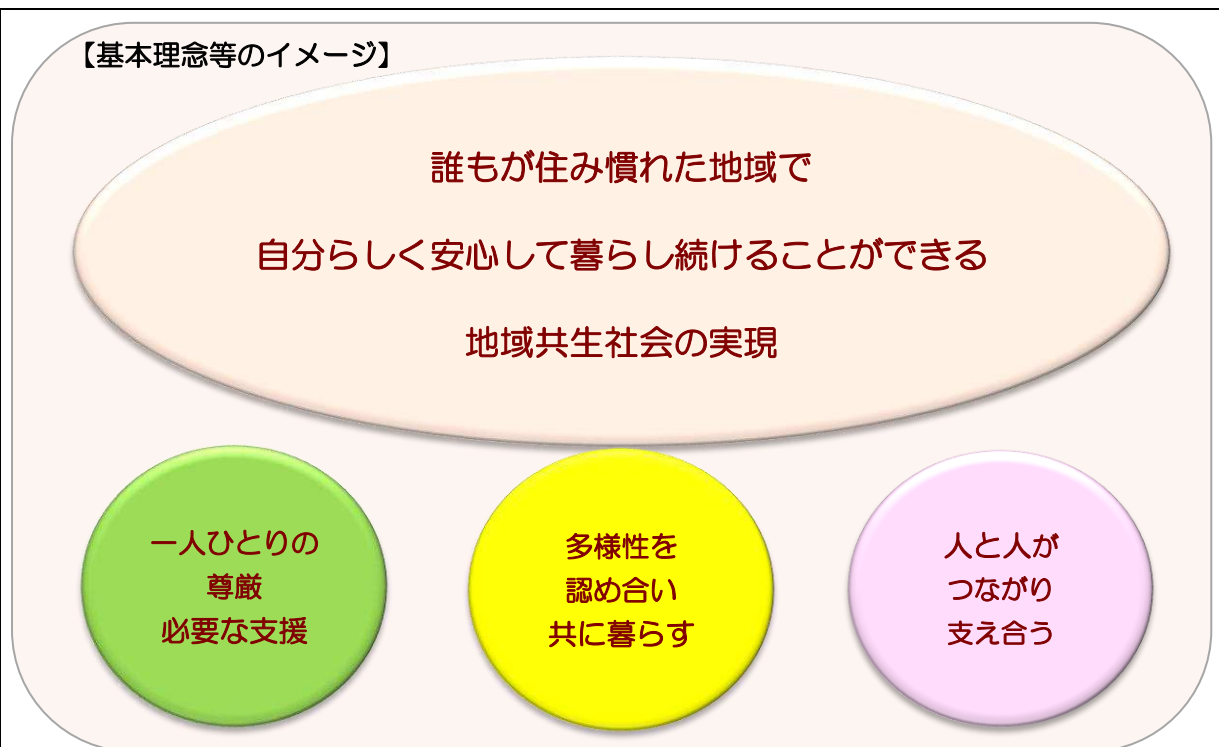 【基本理念等のイメージ】
誰もが住み慣れた地域で
自分らしく安心して暮らし続けることができる
地域共生社会の実現
一人ひとりの
尊厳
必要な支援
多様性を
認め合い
共に暮らす
人と人が
つながり
支え合う